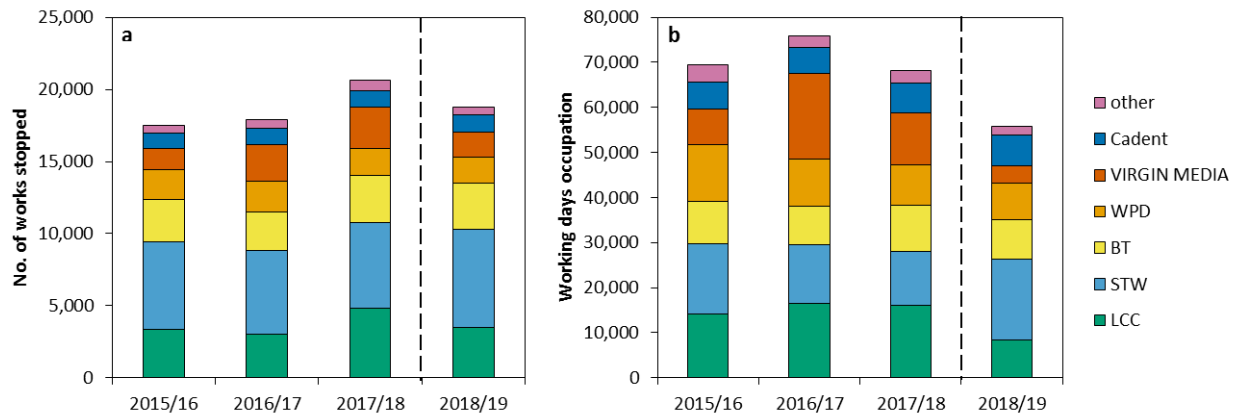 a
No. of works stopped
25,000
20,000
15,000
10,000
5,000
0
2015/16 2016/17 2017/18 2018/19
b
Working days occupation
80,000
70,000
60,000
50,000
40,000
30,000
20,000
10,000
0
2015/16 2016/17 2017/18 2018/19
other
Cadent
VIRGIN MEDIA
WPD
BT
STW
LCC